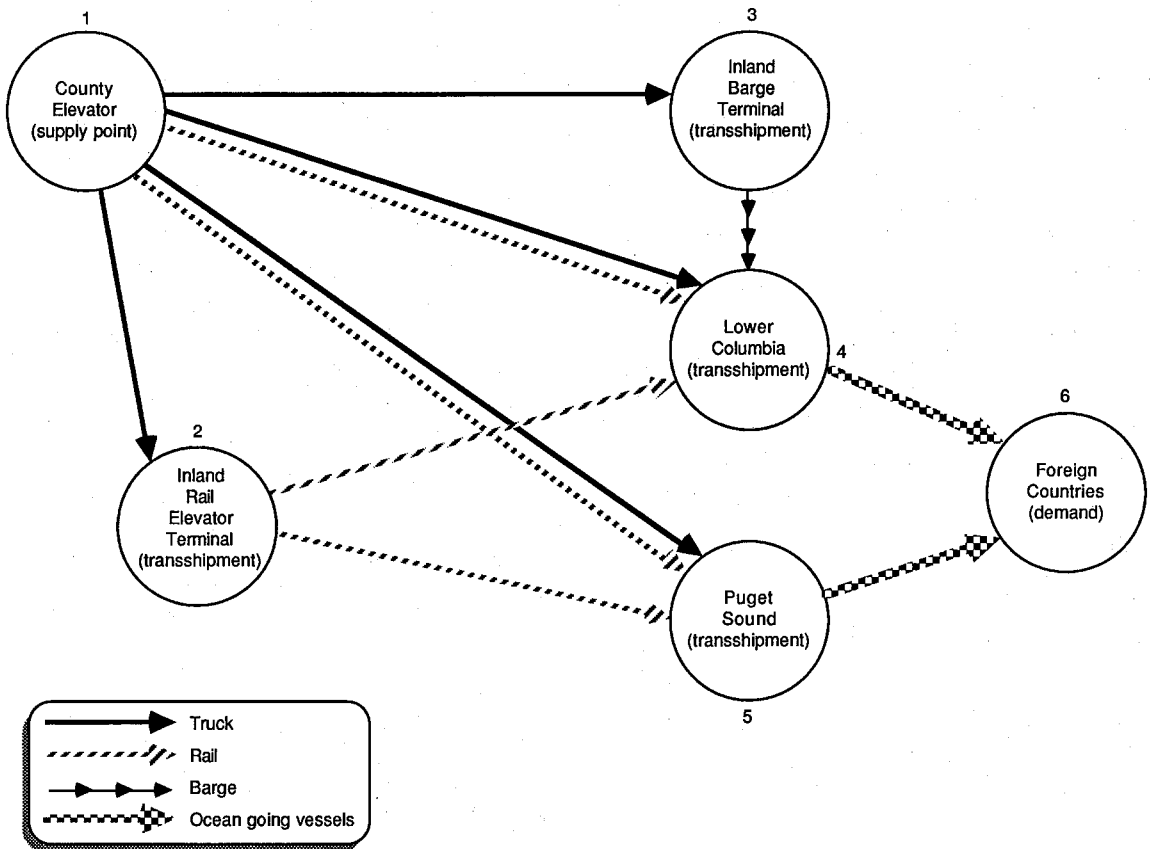 1
County
Elevator
(supply point)
3
Inland
Barge
Terminal
(transshipment)
Lower
Columbia
(transshipment)
4
6
Foreign
Countries
(demand)
2
Inland
Rail
Elevator
Terminal
(transshipment)
Puget
Sound
(transshipment)
5
Truck
Rail
Barge
Ocean going vessels